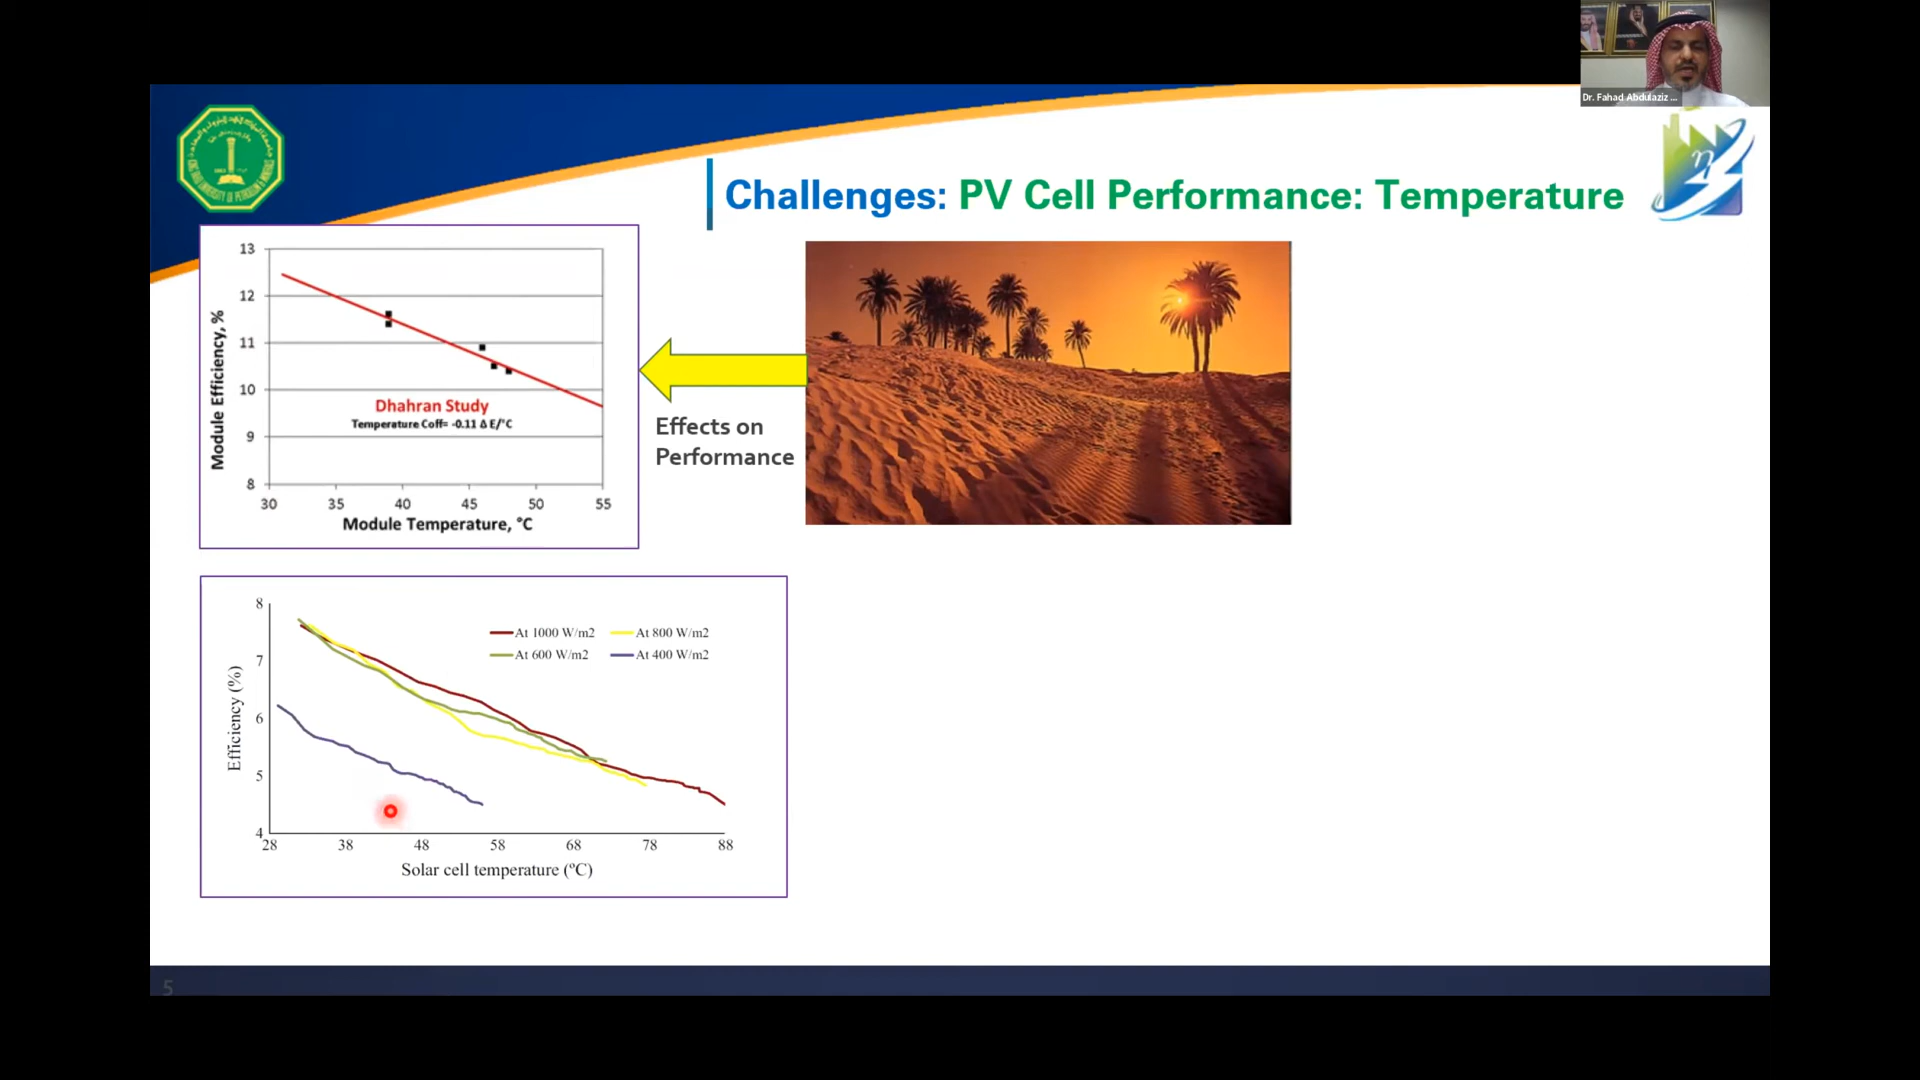 Dr. Fahad Abdulaziz ...
Challenges: PV Cell Performance: Temperature
13
12
11
10
9
8
Module Efficiency, %
Dhahran Study
Temperature Coff= -0.11 Δ E/°C
30 35 40 45 50 55
Module Temperature, °C
Effects on
Performance
8
7
6
5
4
Efficiency (%)
At 1000 W/m2 At 800 W/m2
At 600 W/m2 At 400 W/m2
28 38 48 58 68 78 88
Solar cell temperature (ºC)
5